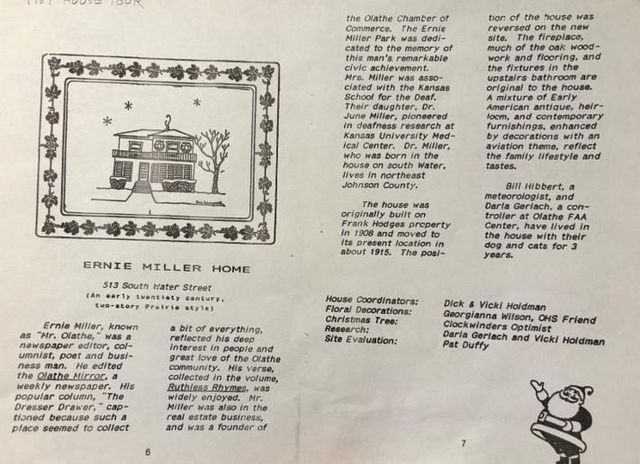 HOUSE TOUR
ERNIE MILLER HOME
513 South Water Street
(An early twentiety century,
two-story Prairie style)
Ernie Miller, known
as "Mr. Olathe," was a
newspaper editor, col-
umnist, poet and busi-
ness man. He edited
the Olathe Mirror, a
weekly newspaper. His
popular column, "The
Dresser Drawer," cap-
tioned because such a
place seemed to collect
a bit of everything,
reflected his deep
interest in people and
great love of the Olathe
community. His verse,
collected in the volume,
Ruthless Rhymes, was
widely enjoyed. Mr.
Miller was also in the
real estate business,
and was a founder of
6
the Olathe Chamber of
Commerce. The Ernie
Miller Park was dedi-
cated to the memory of
this man's remarkable
civic achievement.
Mrs. Miller was asso-
ciated with the Kansas
School for the Deaf.
Their daughter, Dr.
June Miller, pioneered
in deafness research at
Kansas University Med-
ical Center. Dr. Miller,
who was born in the
house on south Water,
lives in northeast
Johnson County.
The house was
originally built on
Frank Hodges property
in 1908 and moved to
its present location in
about 1915. The posi-
tion of the house was
reversed on the new
site. The fireplace,
much of the oak wood-
work and flooring, and
the fixtures in the
upstairs bathroom are
original to the house.
A mixture of Early
American antique, heir-
loom, and contemporary
furnishings, enhanced
by decorations with an
aviation theme, reflect
the family lifestyle and
tastes.
Bill Hibbert, a
meteorologist, and
Darla Gerlach, a con-
troller at Olathe FAA
Center, have lived in
the house with their
dog and cats for 3
years.
House Coordinators: Dick & Vicki Holdman
Floral Decorations: Georgianna Wilson, OHS Friend
Christmas Tree: Clockwinders Optimist
Research: Darla Gerlach and Vicki Holdman
Site Evaluation: Pat Duffy
7